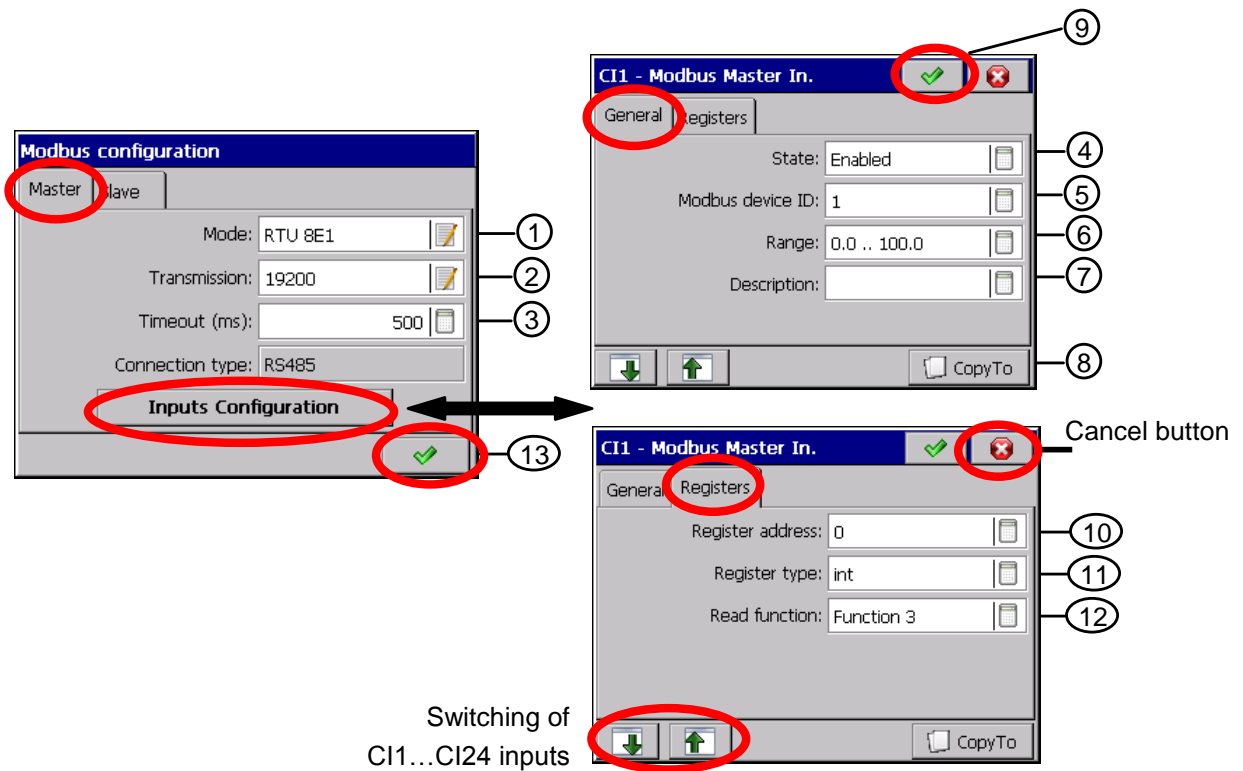 Modbus configuration
Master Slave
Mode: RTU 8E1 1
Transmission: 19200 2
Timeout (ms): 500 3
Connection type: RS485
Inputs Configuration
13
9
CI1 - Modbus Master In.
General Registers
State: Enabled 4
Modbus device ID: 1 5
Range: 0.0 .. 100.0 6
Description: 7
CopyTo 8
Cancel button
CI1 - Modbus Master In.
General Registers
Register address: 0 10
Register type: int 11
Read function: Function 3 12
CopyTo
Switching of
CI1…CI24 inputs